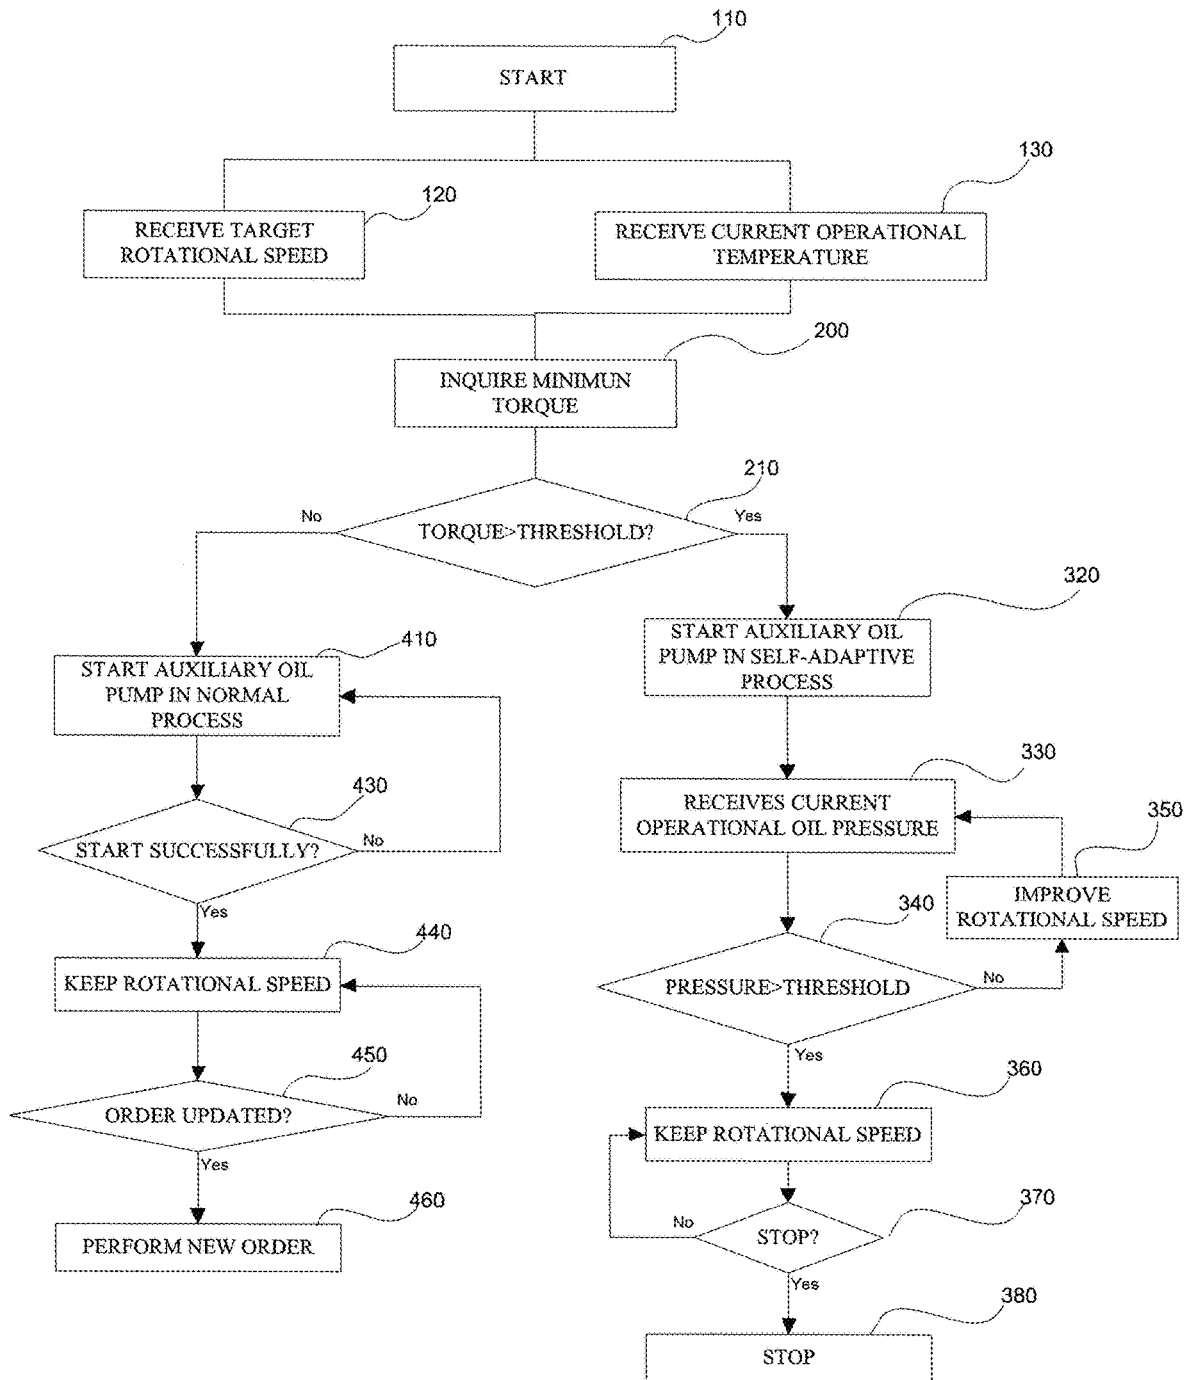 110
START
130
120
RECEIVE TARGET
ROTATIONAL SPEED
RECEIVE CURRENT OPERATIONAL
TEMPERATURE
200
INQUIRE MINIMUN
TORQUE
210
No
TORQUE>THRESHOLD?
Yes
320
410
START AUXILIARY OIL
PUMP IN NORMAL
PROCESS
START AUXILIARY OIL
PUMP IN SELF-ADAPTIVE
PROCESS
430
START SUCCESSFULLY?
No
Yes
330
RECEIVES CURRENT
OPERATIONAL OIL PRESSURE
350
IMPROVE
ROTATIONAL SPEED
340
PRESSURE>THRESHOLD
No
Yes
440
KEEP ROTATIONAL SPEED
450
ORDER UPDATED?
No
Yes
360
KEEP ROTATIONAL SPEED
370
No
STOP?
Yes
460
PERFORM NEW ORDER
380
STOP